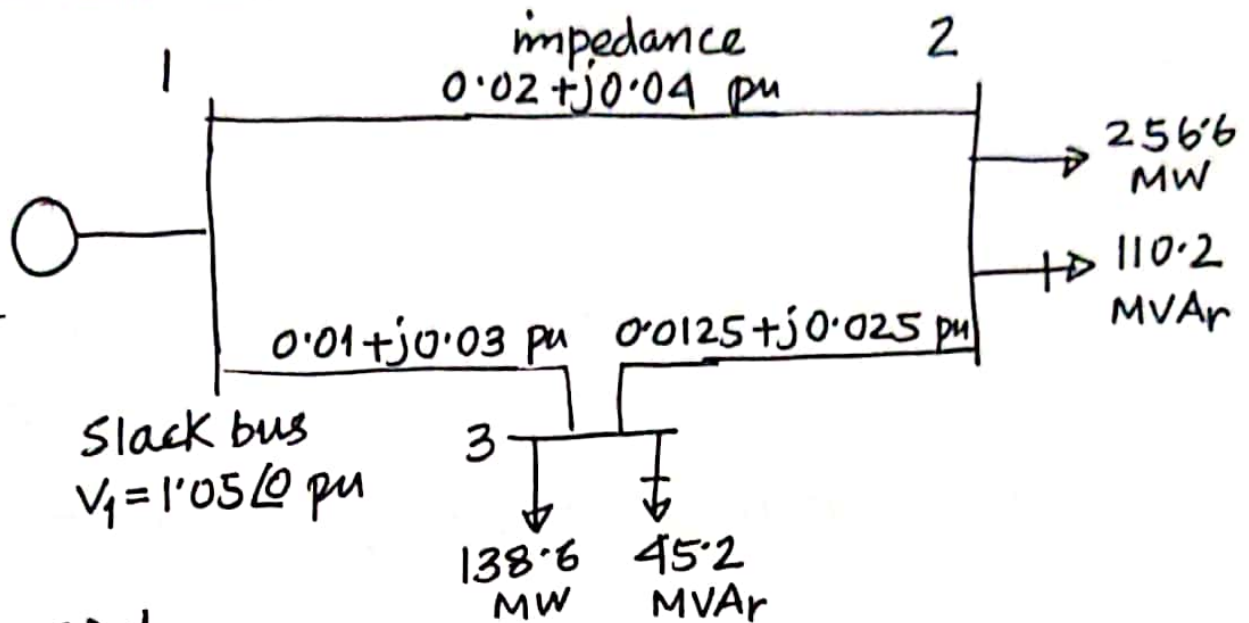 impedance
1
2
0.02+j0.04 pu
256.6
MW
110.2
MVAr
0.01+j0.03 pu
0.0125+j0.025 pu
Slack bus
V₁=1.05∠0 pu
3
138.6
MW
45.2
MVAr